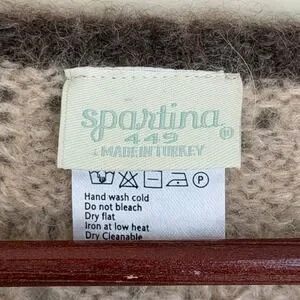 spartina®
449
MADE IN TURKEY
P
Hand wash cold
Do not bleach
Dry flat
Iron at low heat
Dry Cleanable